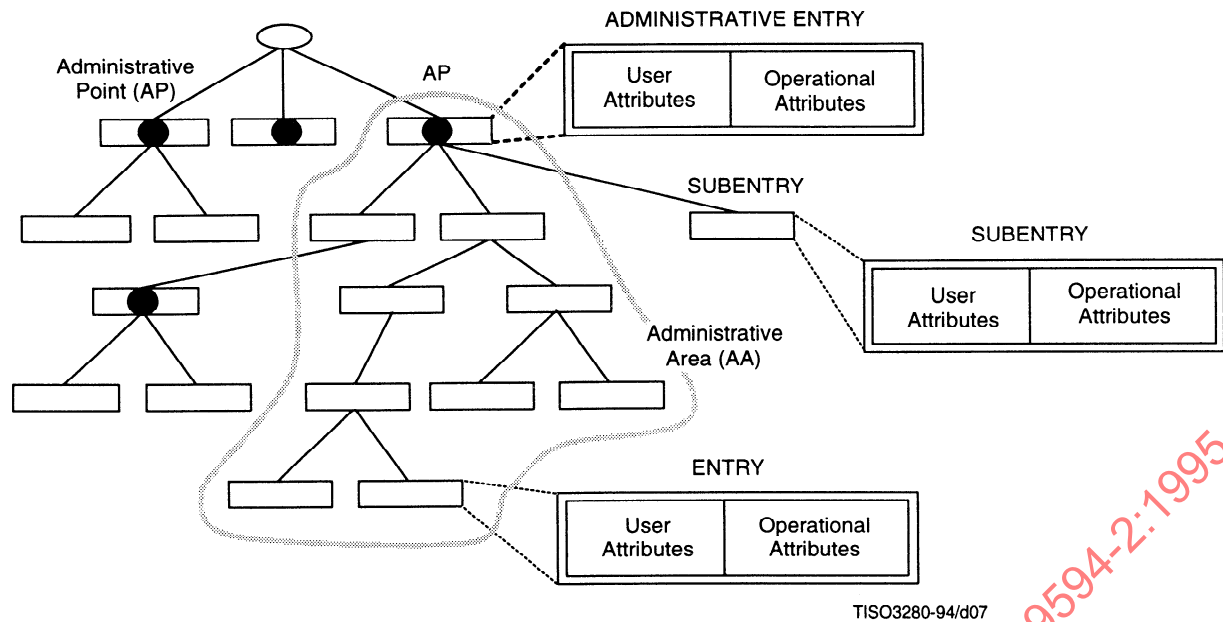 ADMINISTRATIVE ENTRY
Administrative
Point (AP)
AP
User
Attributes
Operational
Attributes
SUBENTRY
SUBENTRY
User
Attributes
Operational
Attributes
Administrative
Area (AA)
ENTRY
User
Attributes
Operational
Attributes
TISO3280-94/d07
9594-2:1995